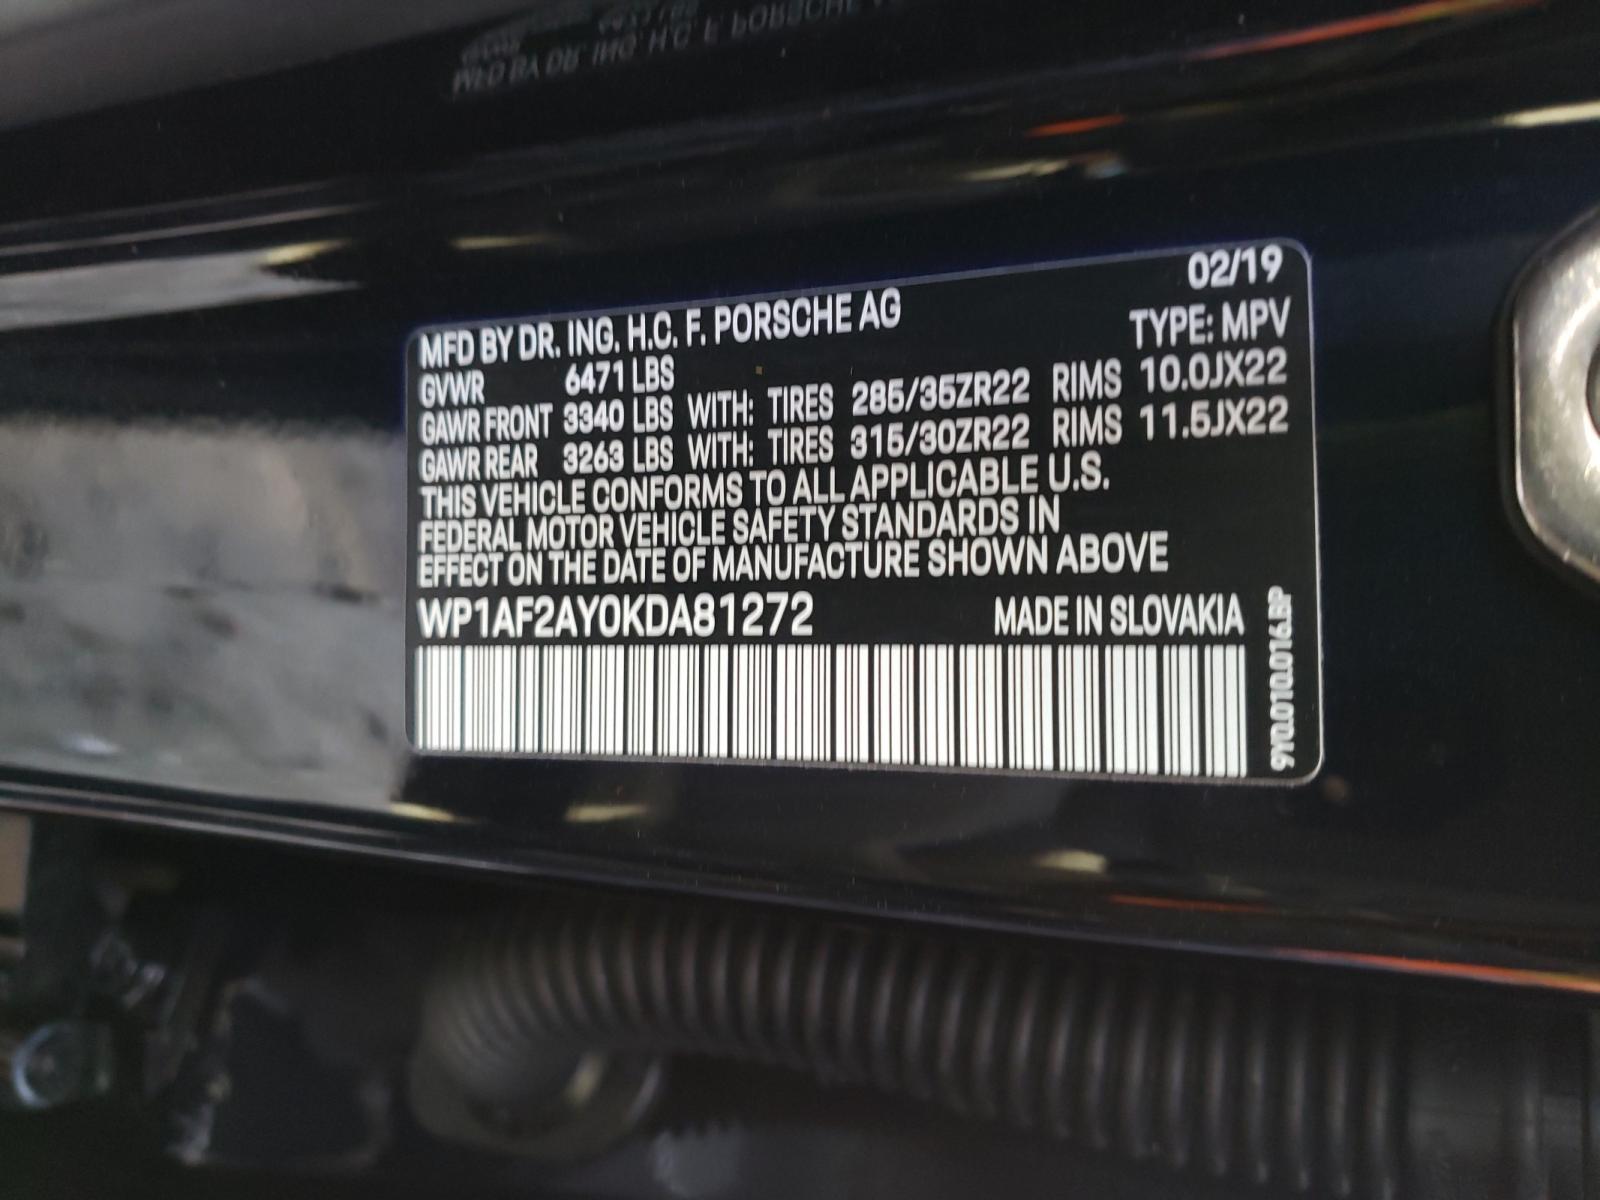 02/19
MFD BY DR. ING. H.C. F. PORSCHE AG
TYPE: MPV
GVWR 6471 LBS
GAWR FRONT 3340 LBS WITH: TIRES 285/35ZR22 RIMS 10.0JX22
GAWR REAR 3263 LBS WITH: TIRES 315/30ZR22 RIMS 11.5JX22
THIS VEHICLE CONFORMS TO ALL APPLICABLE U.S.
FEDERAL MOTOR VEHICLE SAFETY STANDARDS IN
EFFECT ON THE DATE OF MANUFACTURE SHOWN ABOVE
WP1AF2AY0KDA81272 MADE IN SLOVAKIA
9Y0.010.016.BP